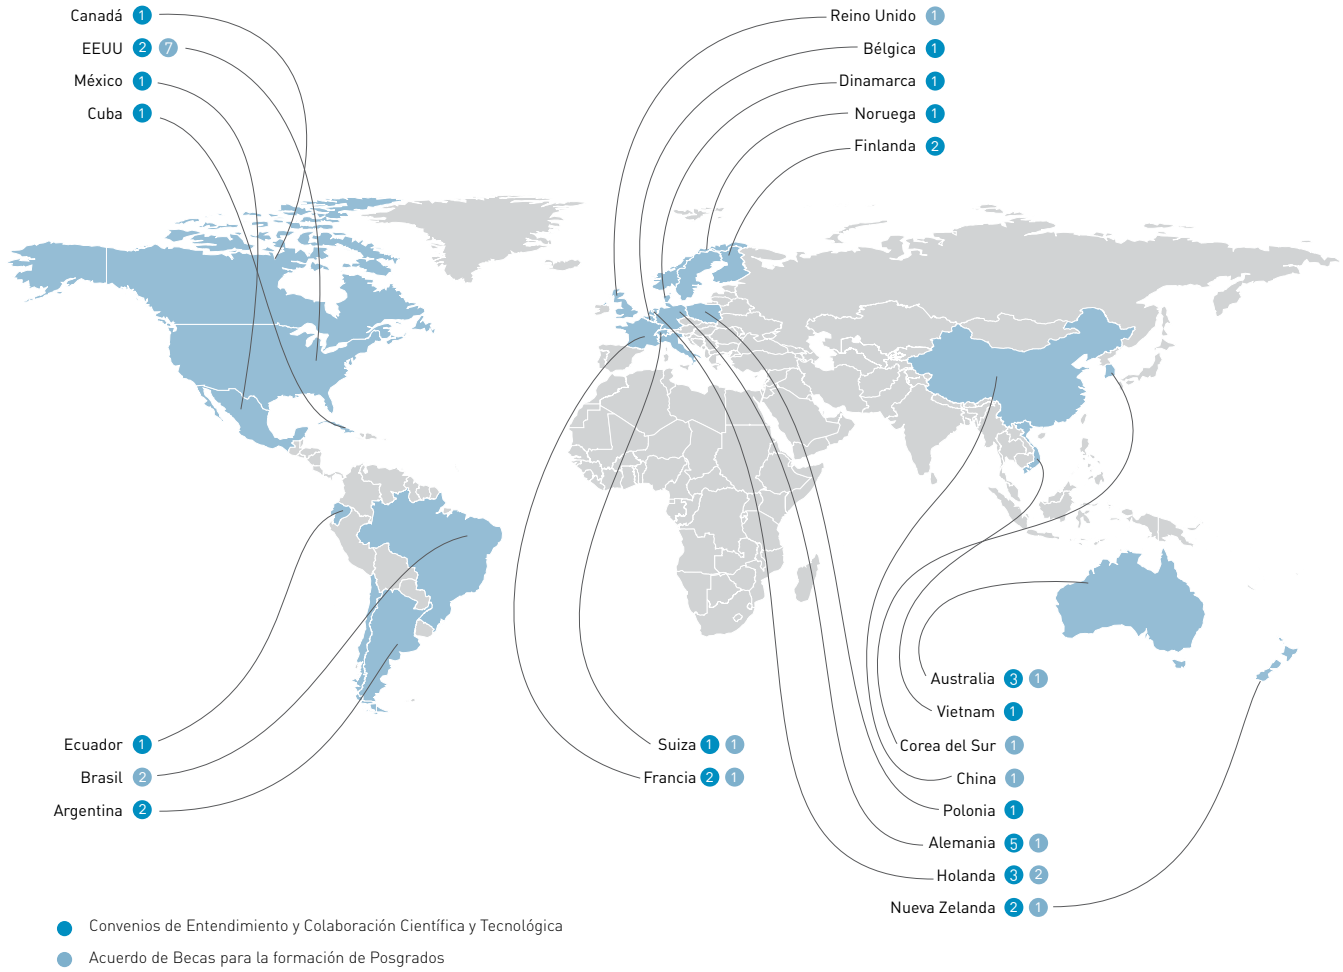 Canadá 1
EEUU 2 7
México 1
Cuba 1
Reino Unido 1
Bélgica 1
Dinamarca 1
Noruega 1
Finlanda 2
Ecuador 1
Brasil 2
Argentina 2
Suiza 1 1
Francia 2 1
Australia 3 1
Vietnam 1
Corea del Sur 1
China 1
Polonia 1
Alemania 5 1
Holanda 3 2
Nueva Zelanda 2 1
Convenios de Entendimiento y Colaboración Científica y Tecnológica
Acuerdo de Becas para la formación de Posgrados